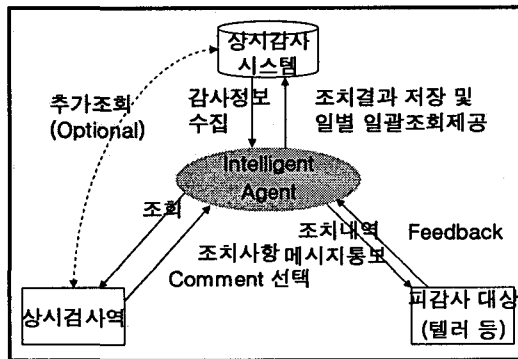 상시감사
시스템
추가조회
(Optional)
감사정보
수집
조치결과 저장 및
일별 일괄조회제공
Intelligent
Agent
조회
조치사항
Comment 선택
조치내역
메시지통보
Feedback
상시검사역
피감사 대상
(텔러 등)